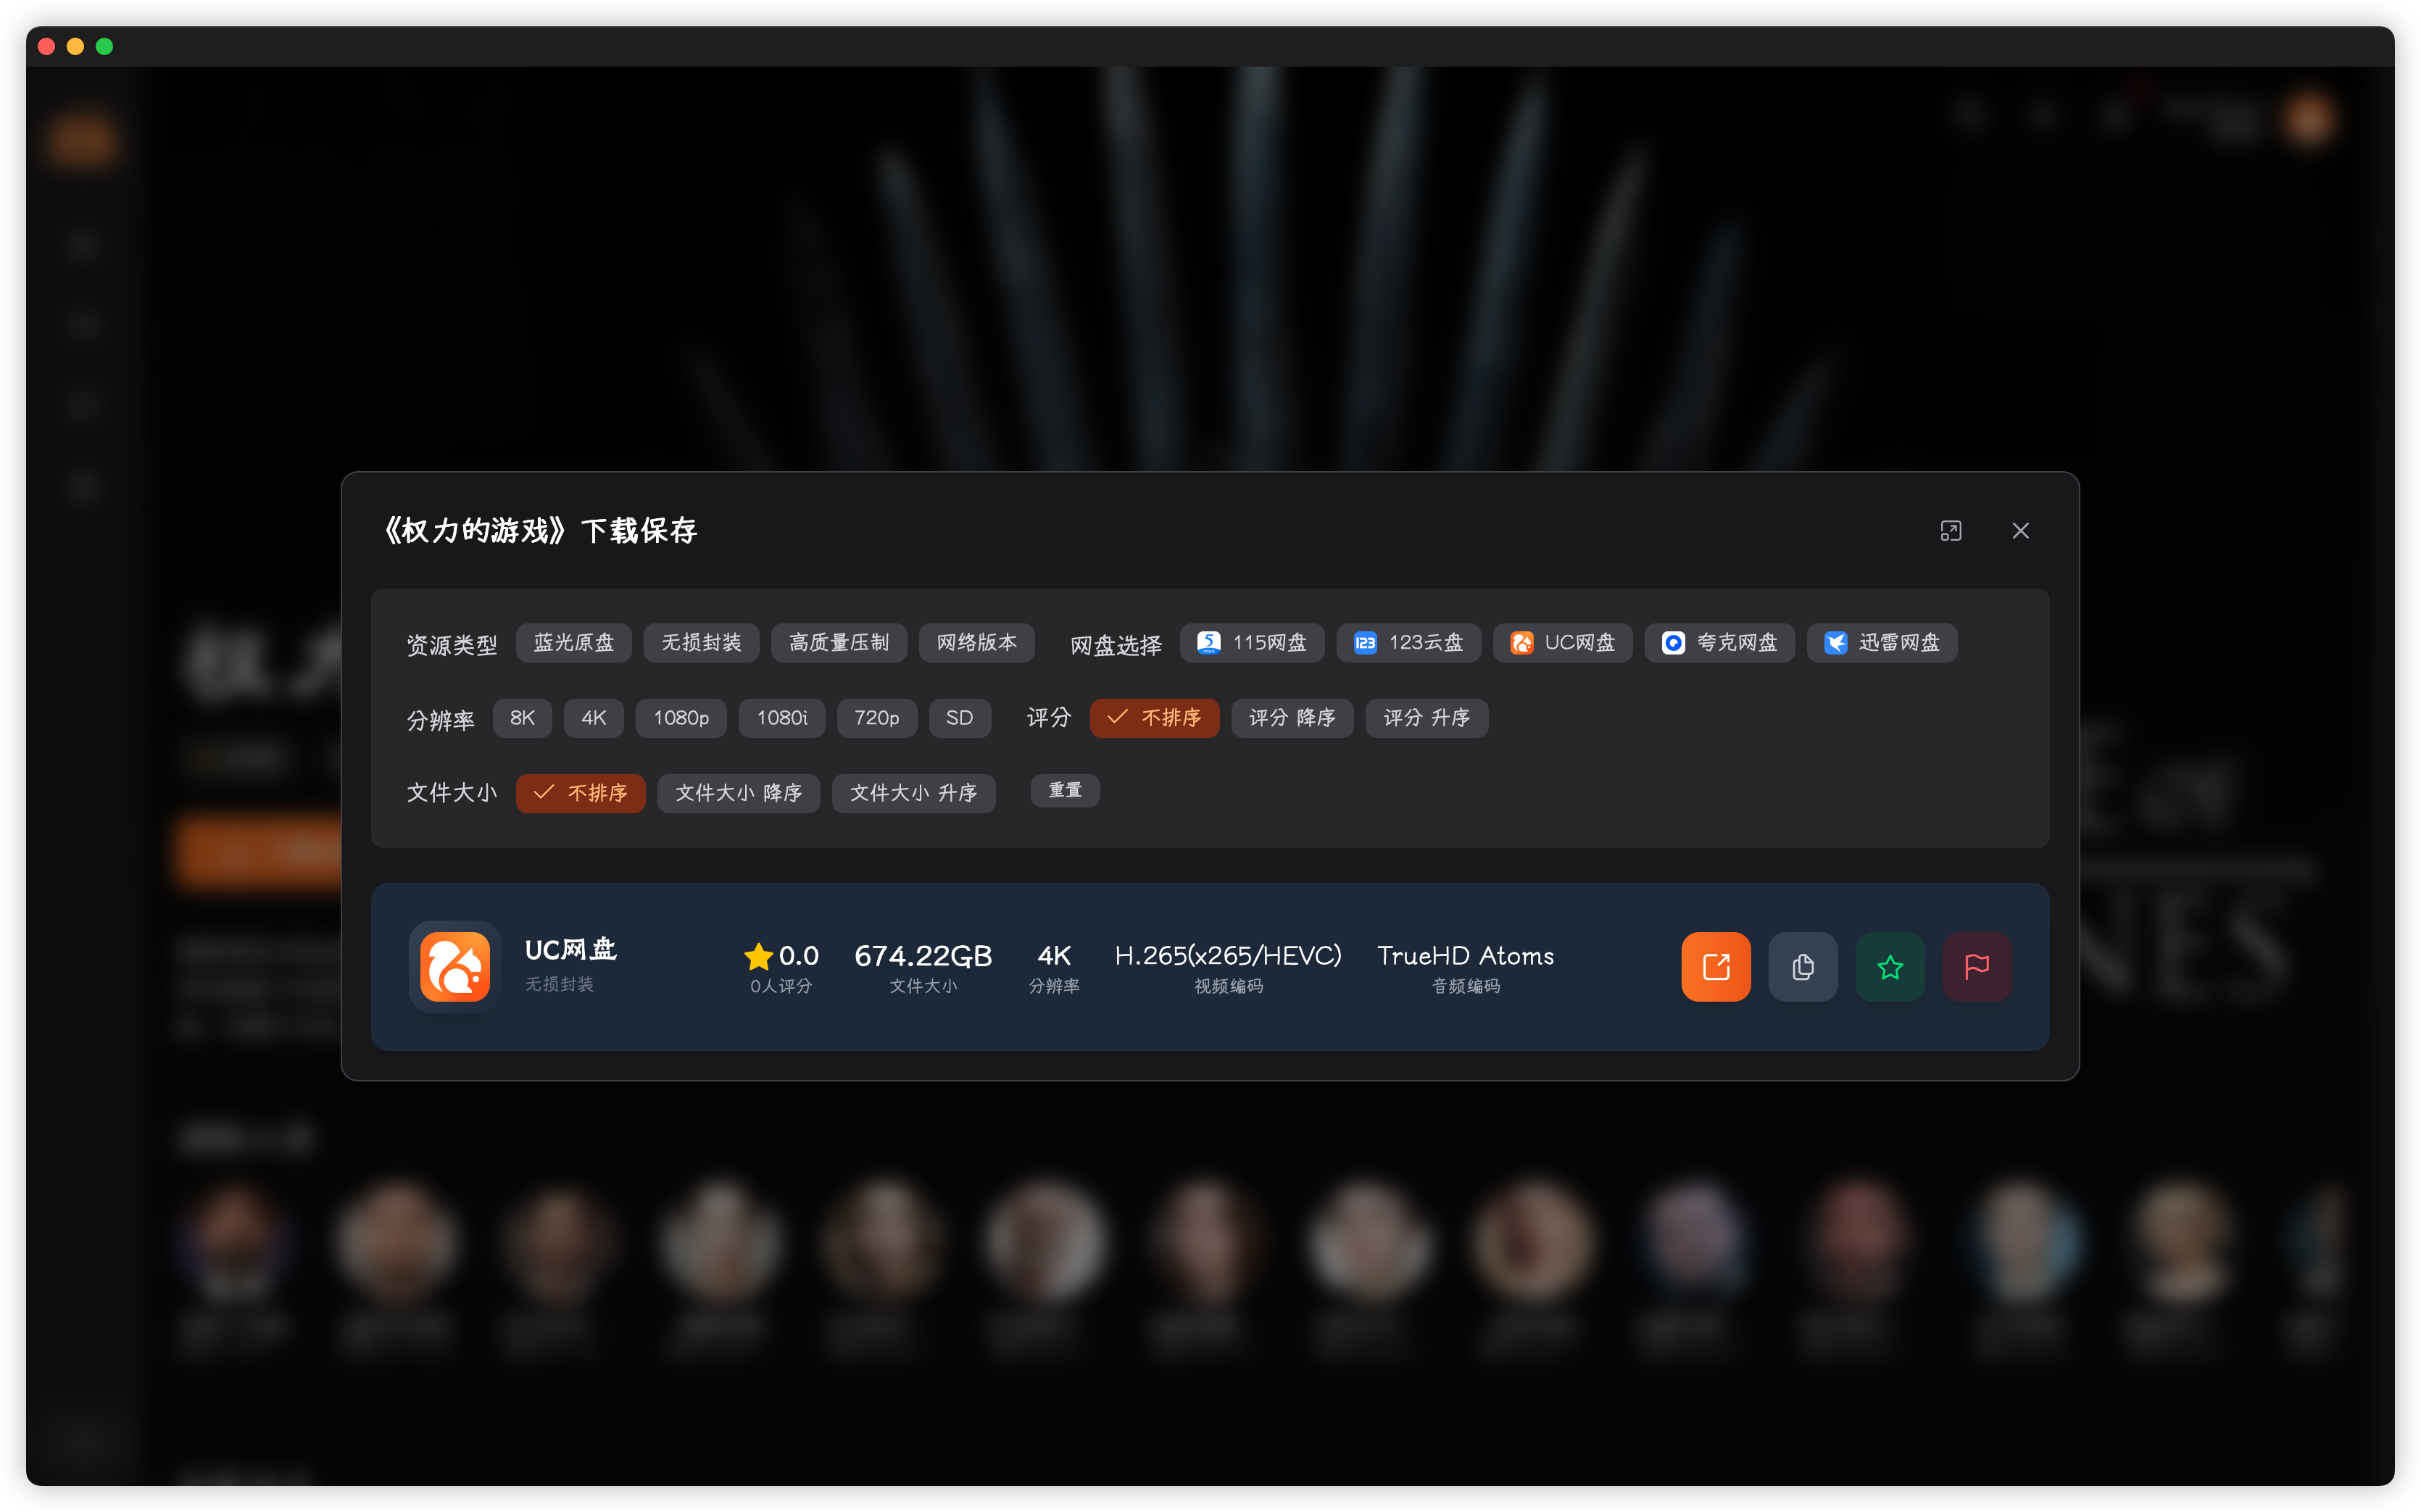 《权力的游戏》下载保存
资源类型 蓝光原盘 无损封装 高质量压制 网络版本 网盘选择 115网盘 123云盘 UC网盘 夸克网盘 迅雷网盘
分辨率 8K 4K 1080p 1080i 720p SD 评分 不排序 评分 降序 评分 升序
文件大小 不排序 文件大小 降序 文件大小 升序 重置
UC网盘 0.0 674.22GB 4K H.265(x265/HEVC) TrueHD Atoms
无损封装 0人评分 文件大小 分辨率 视频编码 音频编码